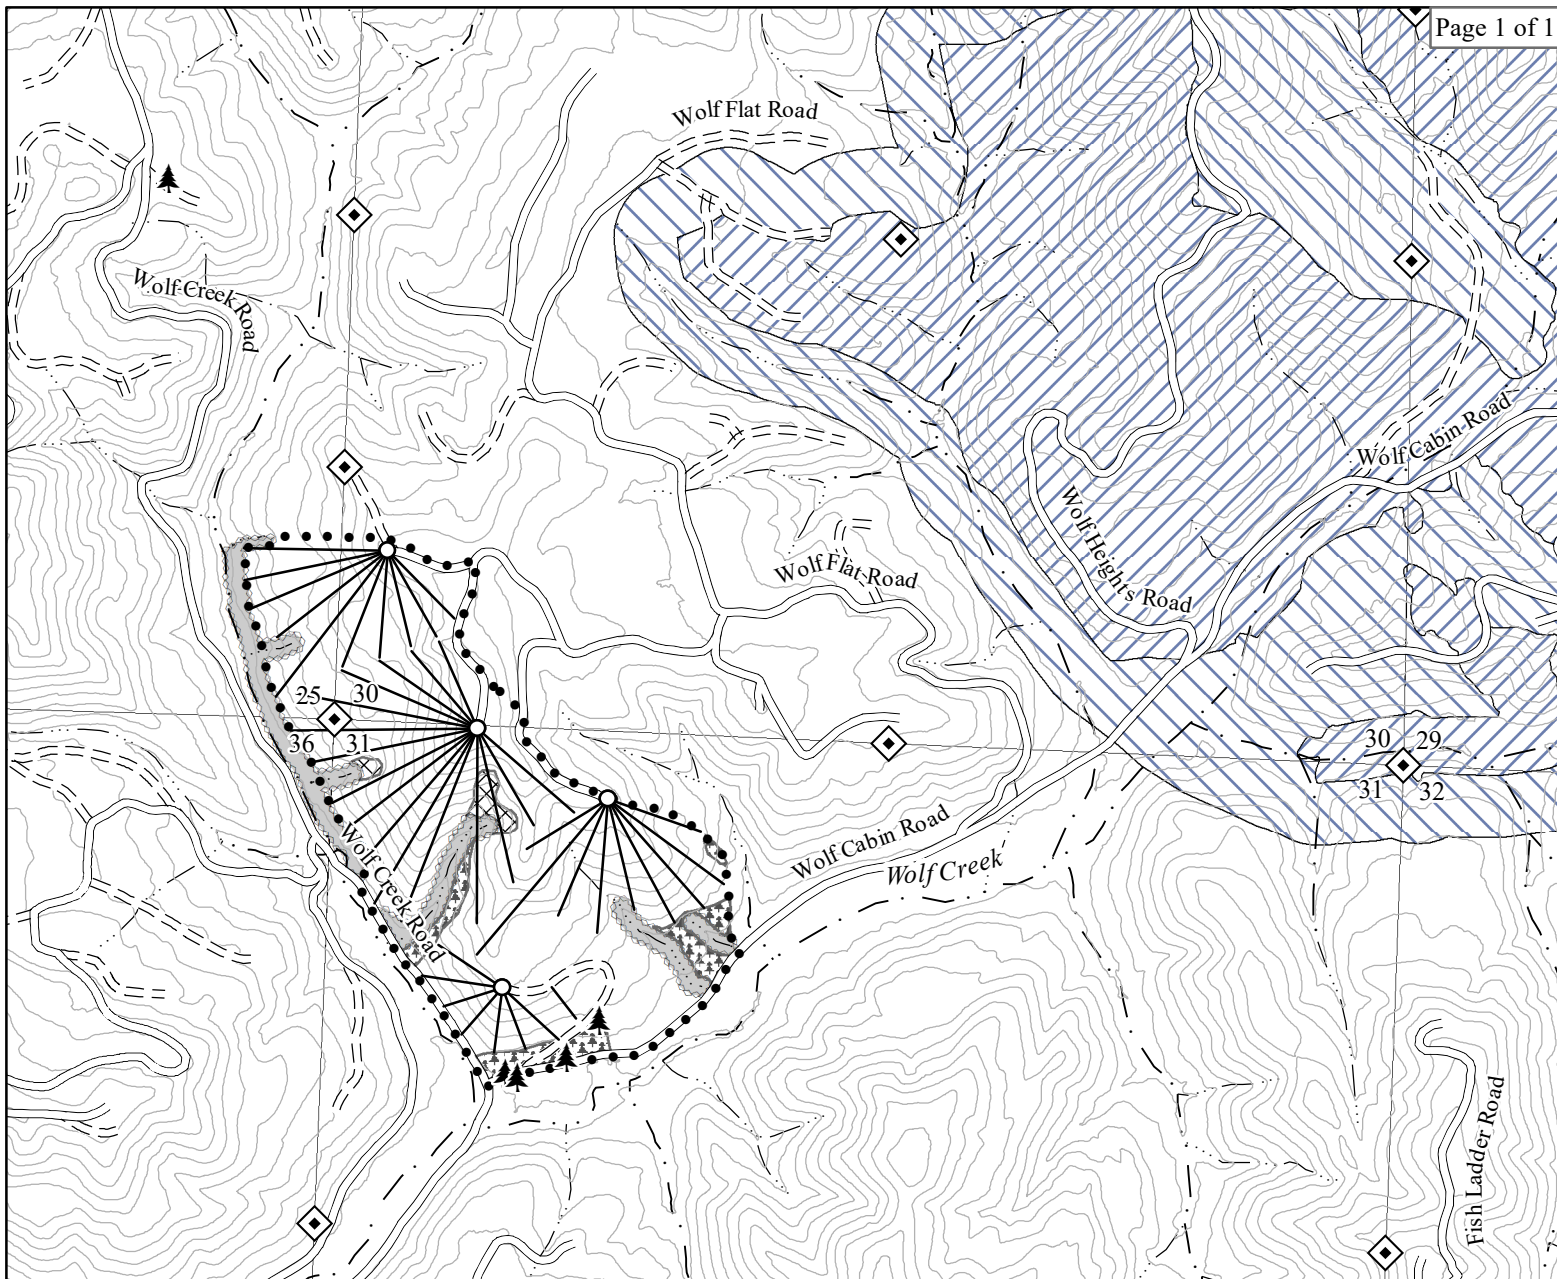 Page 1 of 1
Wolf Flat Road
Wolf Creek Road
Wolf Cabin Road
Wolf Heights Road
Wolf Flat Road
25 30
36 31
30 29
31 32
Wolf Cabin Road
Wolf Creek
Wolf Creek Road
Fish Ladder Road